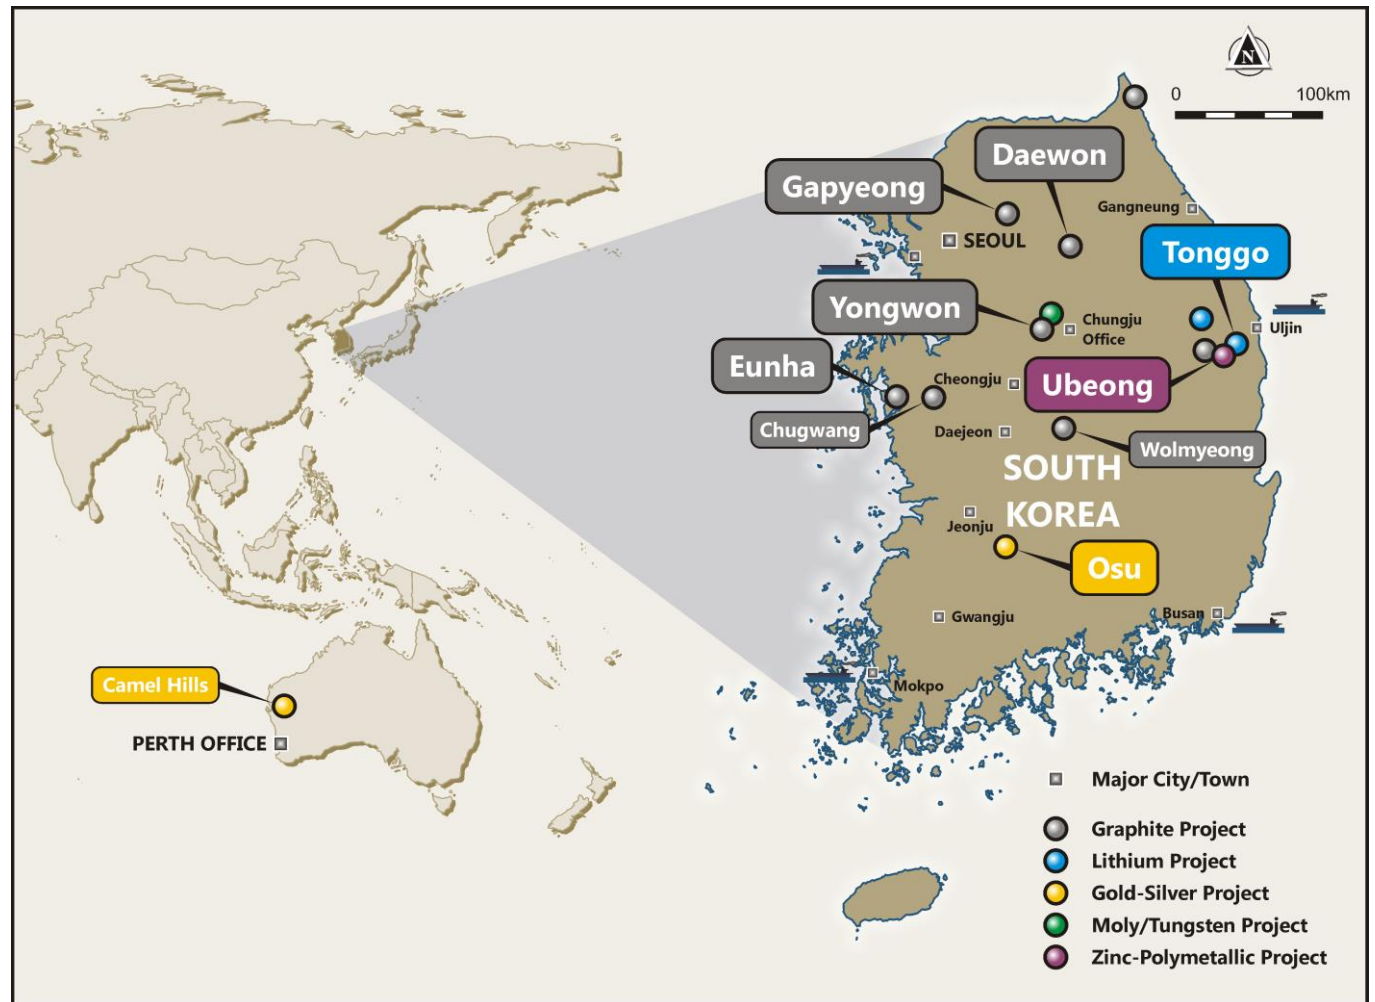 N
0 100km
Daewon
Gapyeong
Gangneung
SEOUL
Tonggo
Yongwon
Chungju
Office
Uljin
Eunha
Cheongju
Ubeong
Chugwang
Daejeon
Wolmyeong
SOUTH
KOREA
Jeonju
Osu
Gwangju
Busan
Mokpo
Camel Hills
PERTH OFFICE
Major City/Town
Graphite Project
Lithium Project
Gold-Silver Project
Moly/Tungsten Project
Zinc-Polymetallic Project